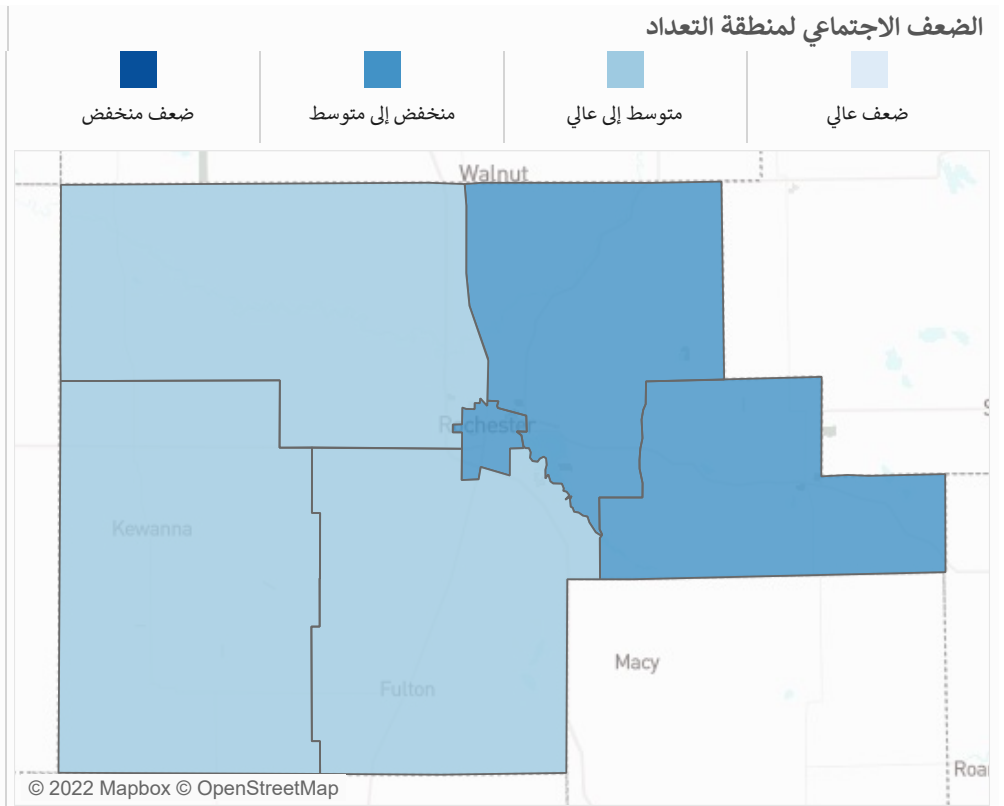 الضعف الاجتماعي لمنطقة التعداد
ضعف عالي
متوسط إلى عالي
منخفض إلى متوسط
ضعف منخفض
Walnut
Rochester
Kewanna
Macy
Fulton
Roa
© 2022 Mapbox © OpenStreetMap